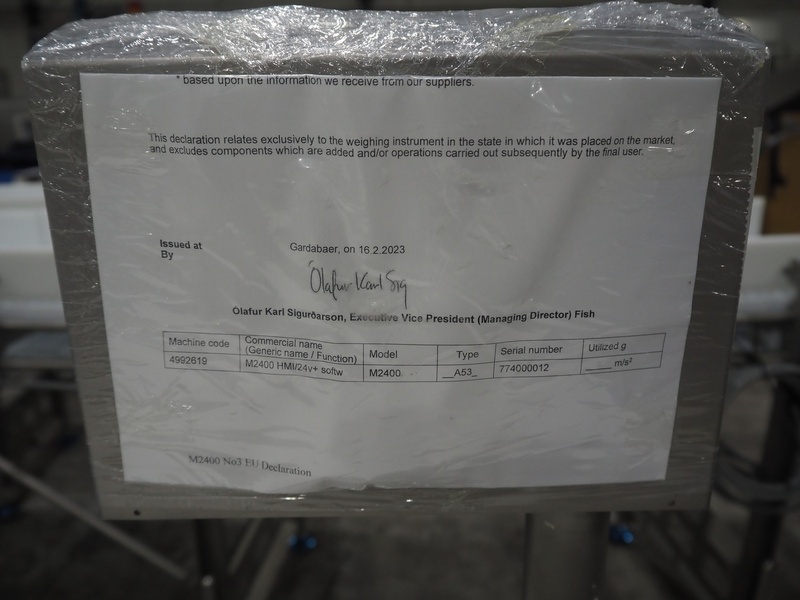 * based upon the information we receive from our suppliers.
This declaration relates exclusively to the weighing instrument in the state in which it was placed on the market,
and excludes components which are added and/or operations carried out subsequently by the final user.
Issued at Gardabaer, on 16.2.2023
By
Ólafur Karl Sig
Ólafur Karl Sigurðarson, Executive Vice President (Managing Director) Fish
Machine code Commercial name (Generic name / Function) Model Type Serial number Utilized g
4992619 M2400 HMI/24v+ softw M2400 __A53_ 774000012 _____ m/s²
M2400 No3 EU Declaration